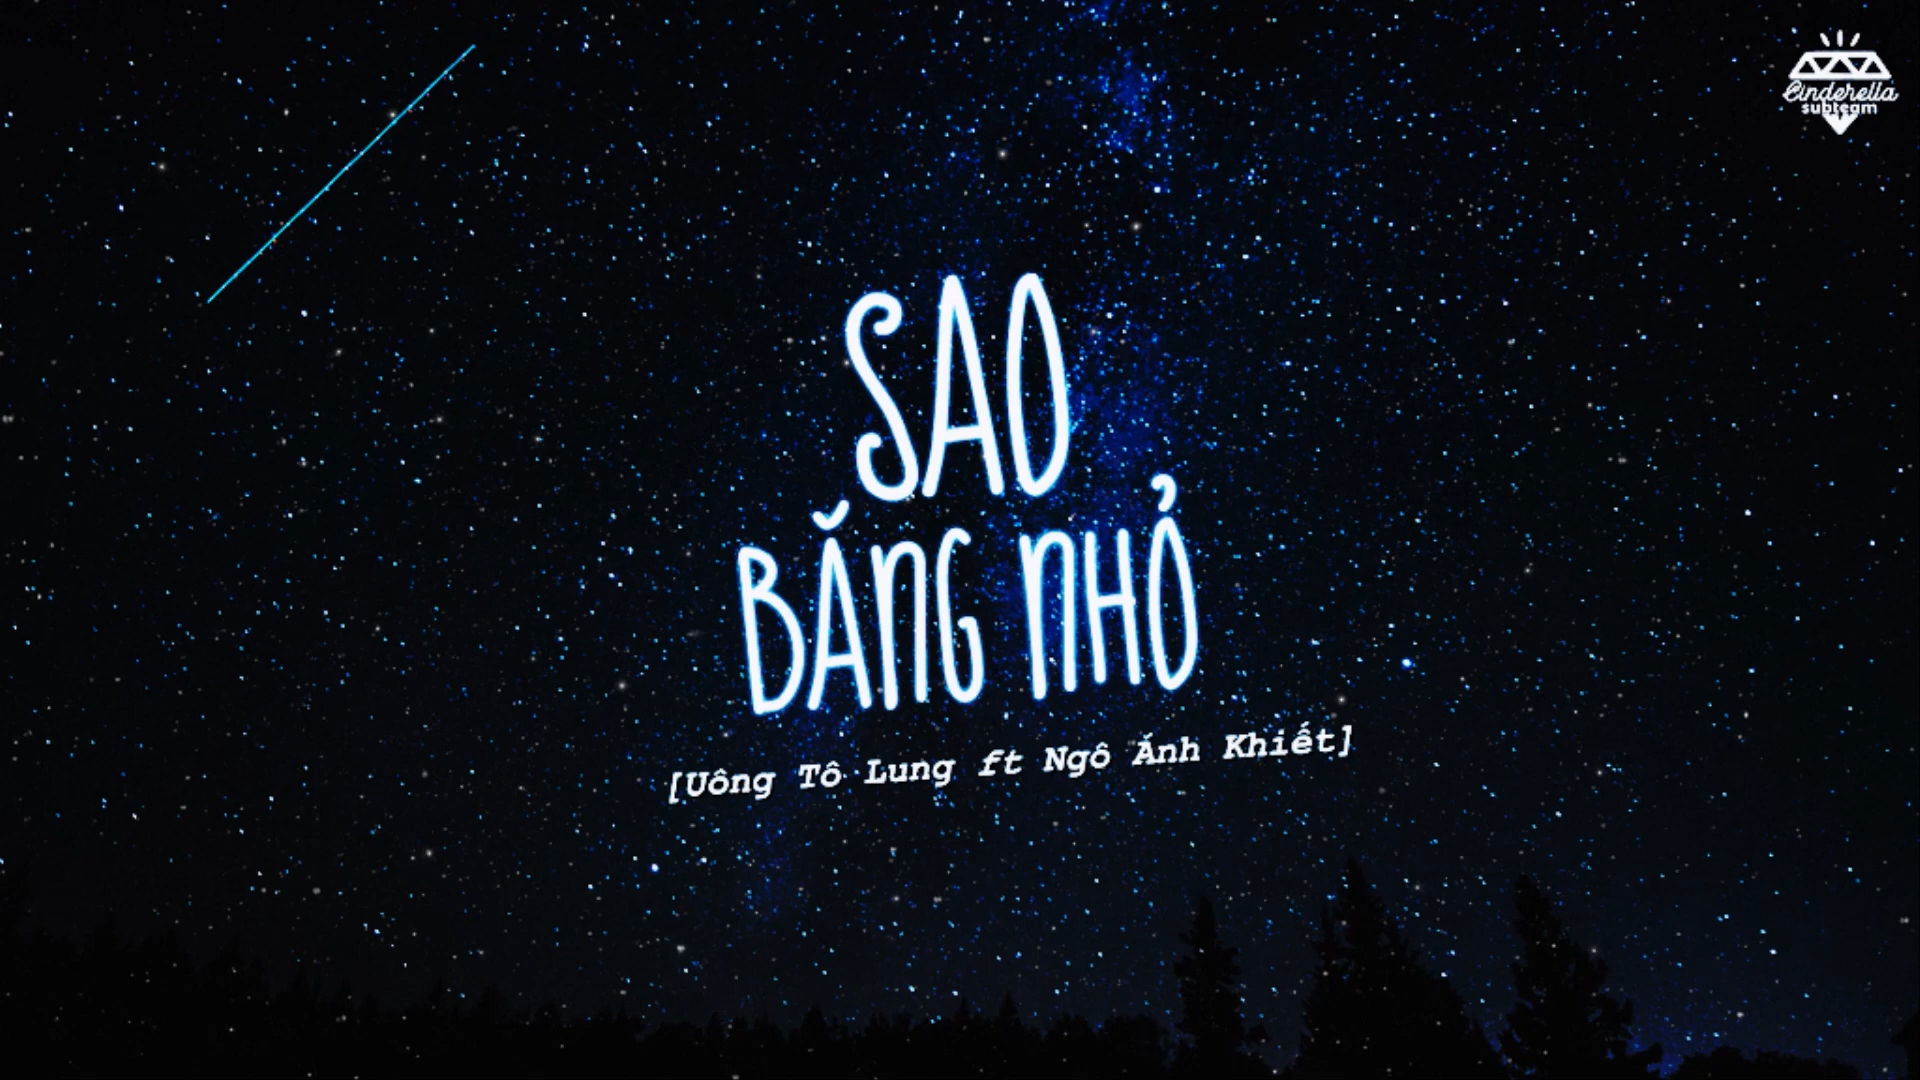 Cinderella
subteam
SAO
BĂNG NHỎ
[Uông Tô Lung ft Ngô Ánh Khiết]